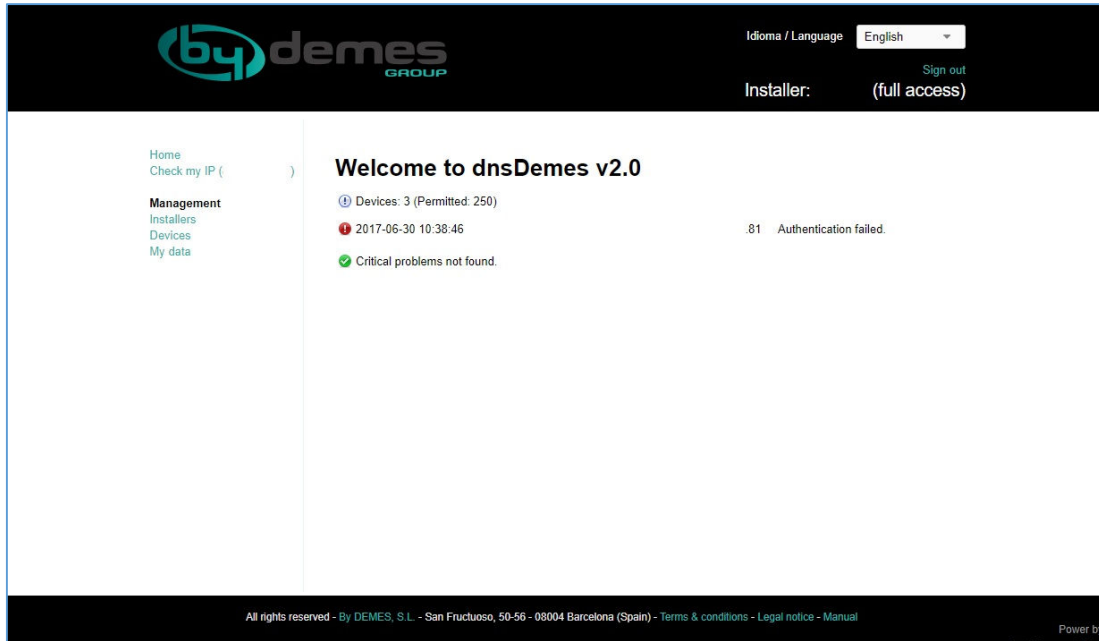 by demes
GROUP
Idioma / Language English
Sign out
Installer: (full access)
Home
Check my IP ( )
Management
Installers
Devices
My data
Welcome to dnsDemes v2.0
Devices: 3 (Permitted: 250)
2017-06-30 10:38:46 .81 Authentication failed.
Critical problems not found.
All rights reserved - By DEMES, S.L. - San Fructuoso, 50-56 - 08004 Barcelona (Spain) - Terms & conditions - Legal notice - Manual
Power by